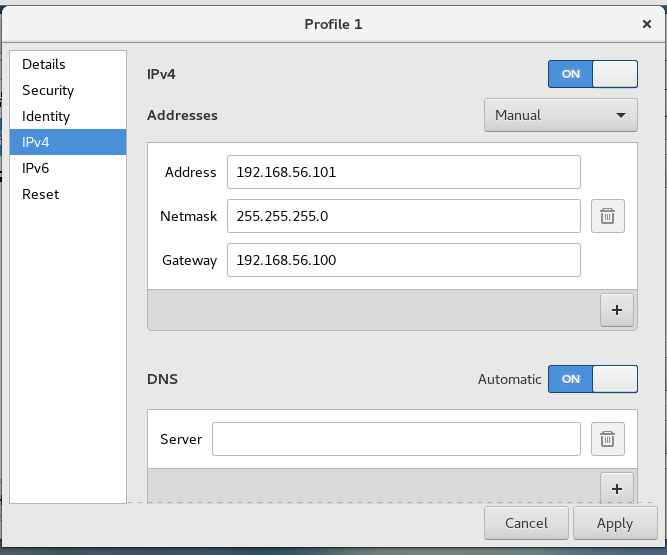 Profile 1
Details
Security
Identity
IPv4
IPv6
Reset
IPv4 ON
Addresses Manual
Address 192.168.56.101
Netmask 255.255.255.0
Gateway 192.168.56.100
+
DNS Automatic ON
Server
+
Cancel Apply